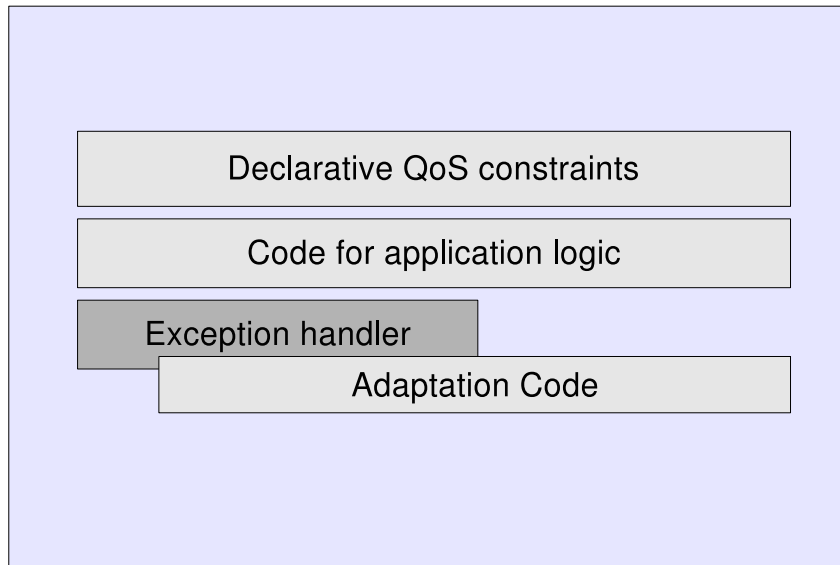 Declarative QoS constraints
Code for application logic
Exception handler
Adaptation Code